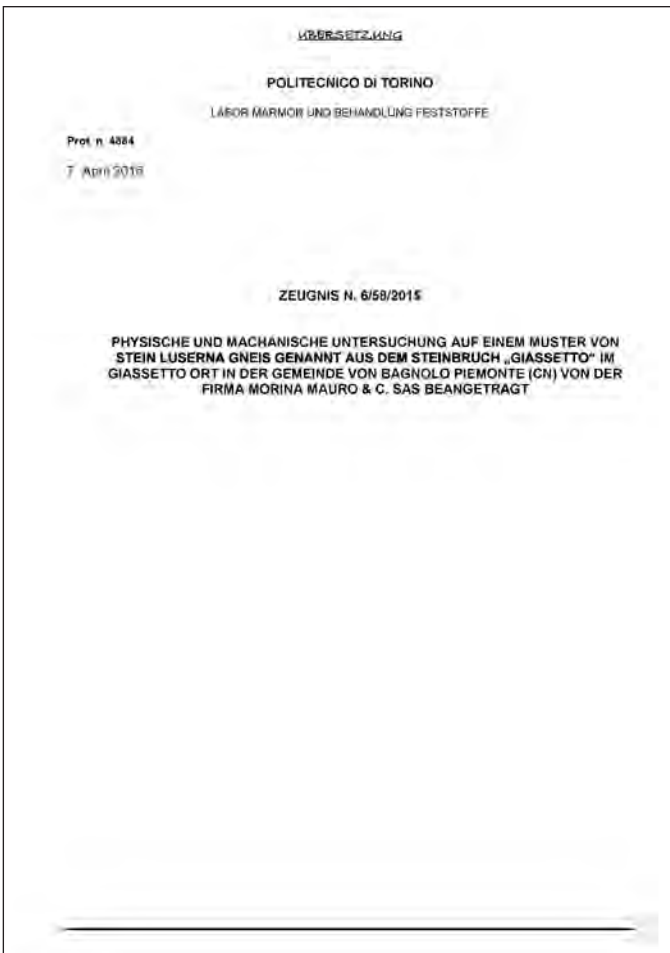 ÜBERSETZUNG
POLITECNICO DI TORINO
LABOR MARMOR UND BEHANDLUNG FESTSTOFFE
Prot. n. 4884
7. April
ZEUGNIS N. 6/58/2015
PHYSISCHE UND MACHANISCHE UNTERSUCHUNG AUF EINEM MUSTER VON
STEIN LUSERNA GNEIS GENANNT AUS DEM STEINBRUCH „GIASSETTO“ IM
GIASSETTO ORT IN DER GEMEINDE VON BAGNOLO PIEMONTE (CN) VON DER
FIRMA MORINA MAURO & C. SAS BEANGETRAGT